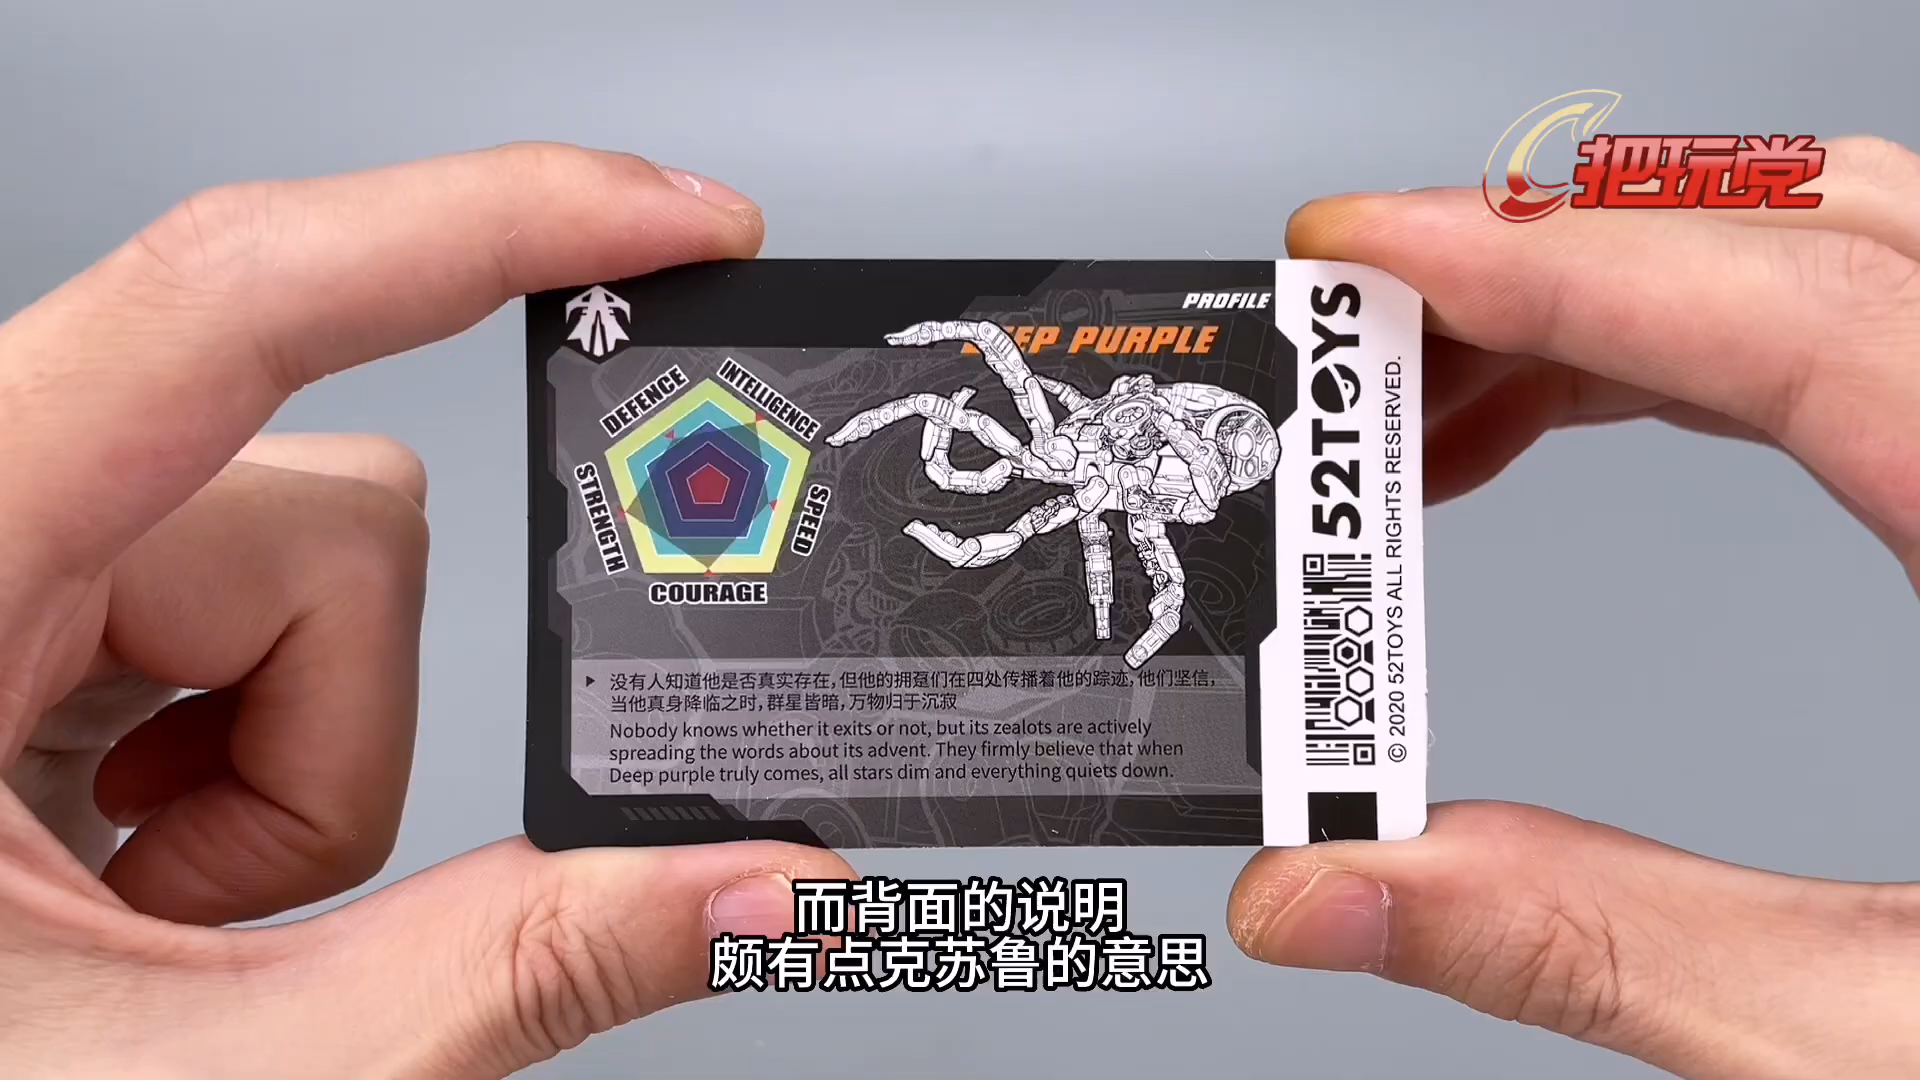 把玩党
PROFILE
DEEP PURPLE
DEFENCE
INTELLIGENCE
STRENGTH
SPEED
COURAGE
52TOYS
© 2020 52TOYS ALL RIGHTS RESERVED.
没有人知道他是否真实存在,但他的拥趸们在四处传播着他的踪迹,他们坚信,
当他真身降临之时,群星皆暗,万物归于沉寂
Nobody knows whether it exits or not, but its zealots are actively
spreading the words about its advent. They firmly believe that when
Deep purple truly comes, all stars dim and everything quiets down.
而背面的说明
颇有点克苏鲁的意思